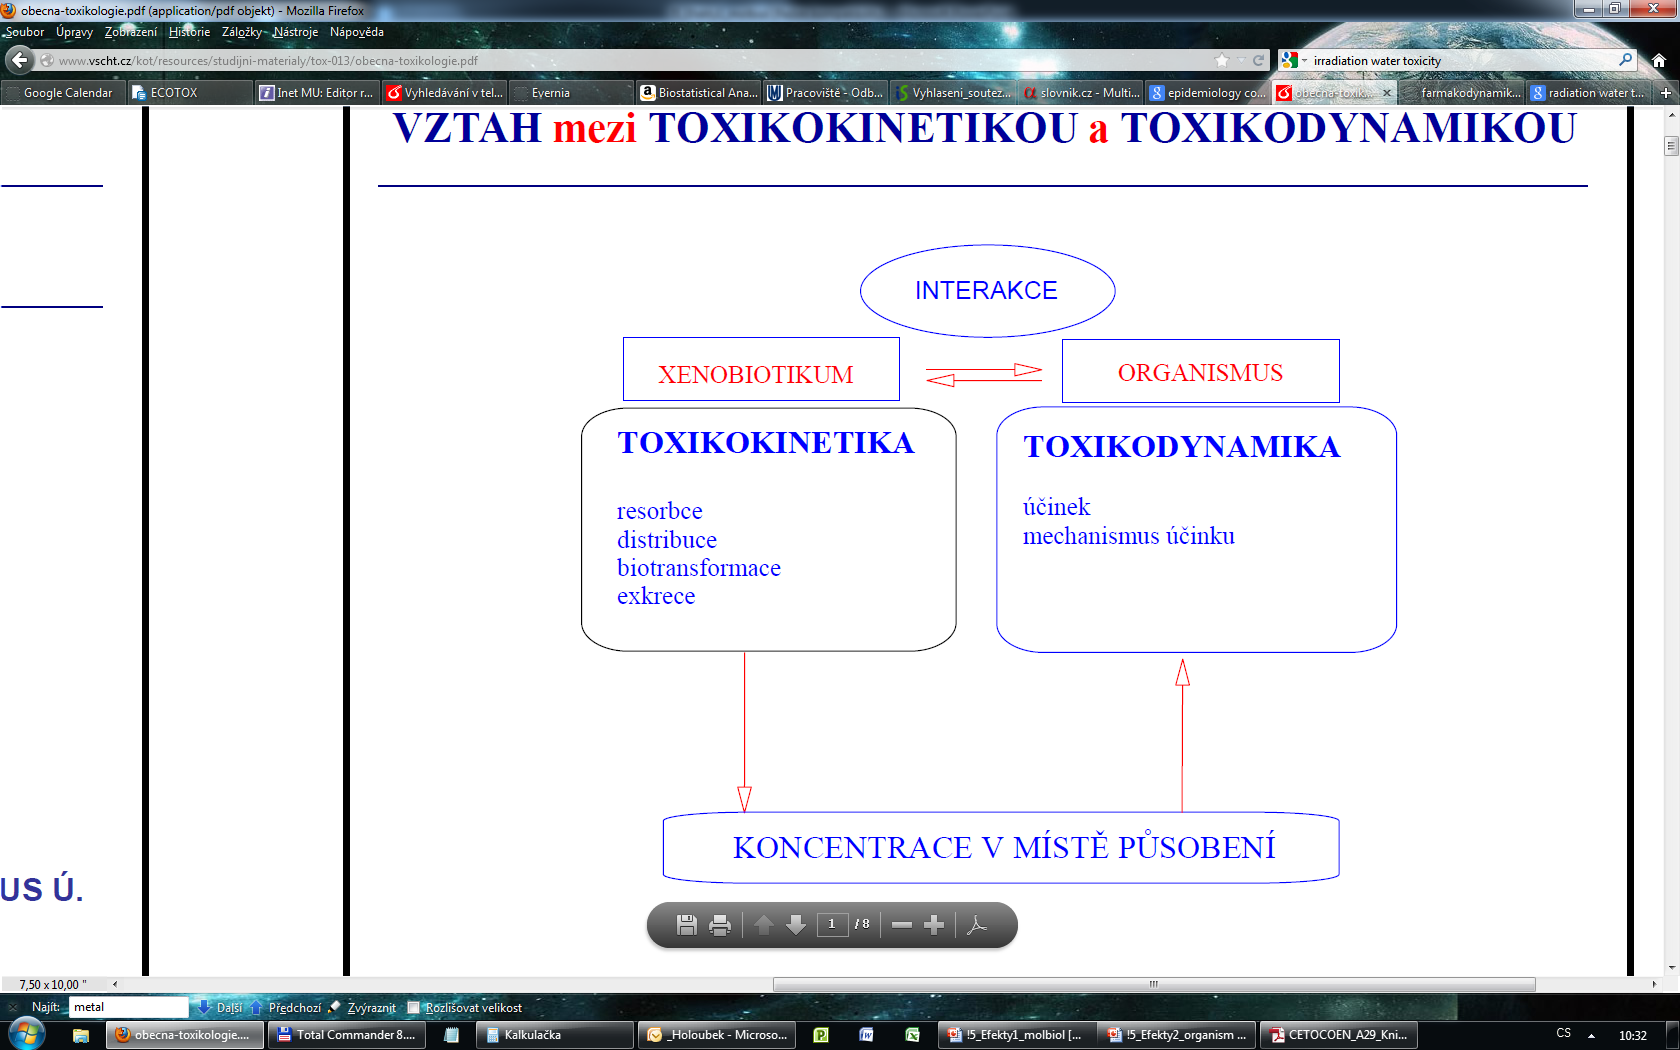 obecna-toxikologie.pdf (application/pdf objekt) - Mozilla Firefox
Soubor Úpravy Zobrazení Historie Záložky Nástroje Nápověda
www.vscht.cz/kot/resources/studijni-materialy/tox-013/obecna-toxikologie.pdf
irradiation water toxicity
Google Calendar
ECOTOX
Inet MU: Editor r...
Vyhledávání v tel...
Eyernia
Biostatistical Ana...
Pracoviště - Odb...
Vyhlaseni_soutez...
slovnik.cz - Multi...
epidemiology co...
obecna-toxik...
farmakodynamik...
radiation water t...
VZTAH mezi TOXIKOKINETIKOU a TOXIKODYNAMIKOU
INTERAKCE
XENOBIOTIKUM
ORGANISMUS
TOXIKOKINETIKA
resorbce
distribuce
biotransformace
exkrece
TOXIKODYNAMIKA
účinek
mechanismus účinku
KONCENTRACE V MÍSTĚ PŮSOBENÍ
US Ú.
1 / 8
7,50 x 10,00 "
Najít: metal Další Předchozí Zvýraznit Rozlišovat velikost
obecna-toxikologie....
Total Commander 8....
Kalkulačka
_Holoubek - Microso...
!5_Efekty1_molbiol [...
!5_Efekty2_organism ...
CETOCOEN_A29_Kni...
CS
10:32